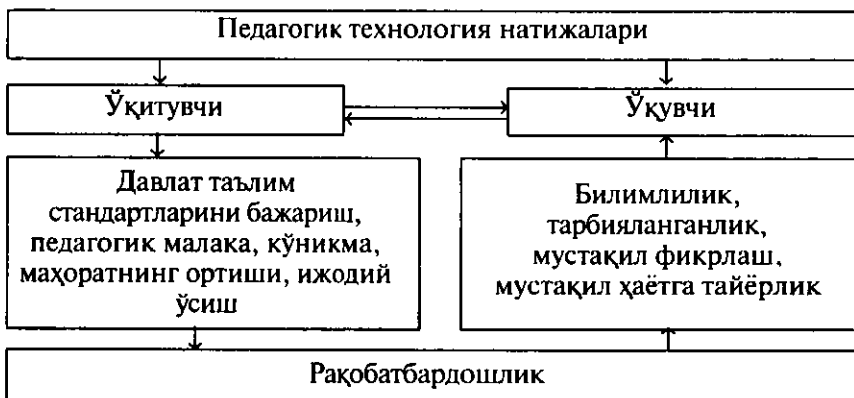 Педагогик технология натижалари
Ўқитувчи
Ўқувчи
Давлат таълим
стандартларини бажариш,
педагогик малака, кўникма,
маҳоратнинг ортиши, ижодий
ўсиш
Билимлилик,
тарбияланганлик,
мустақил фикрлаш,
мустақил ҳаётга тайёрлик
Рақобатбардошлик